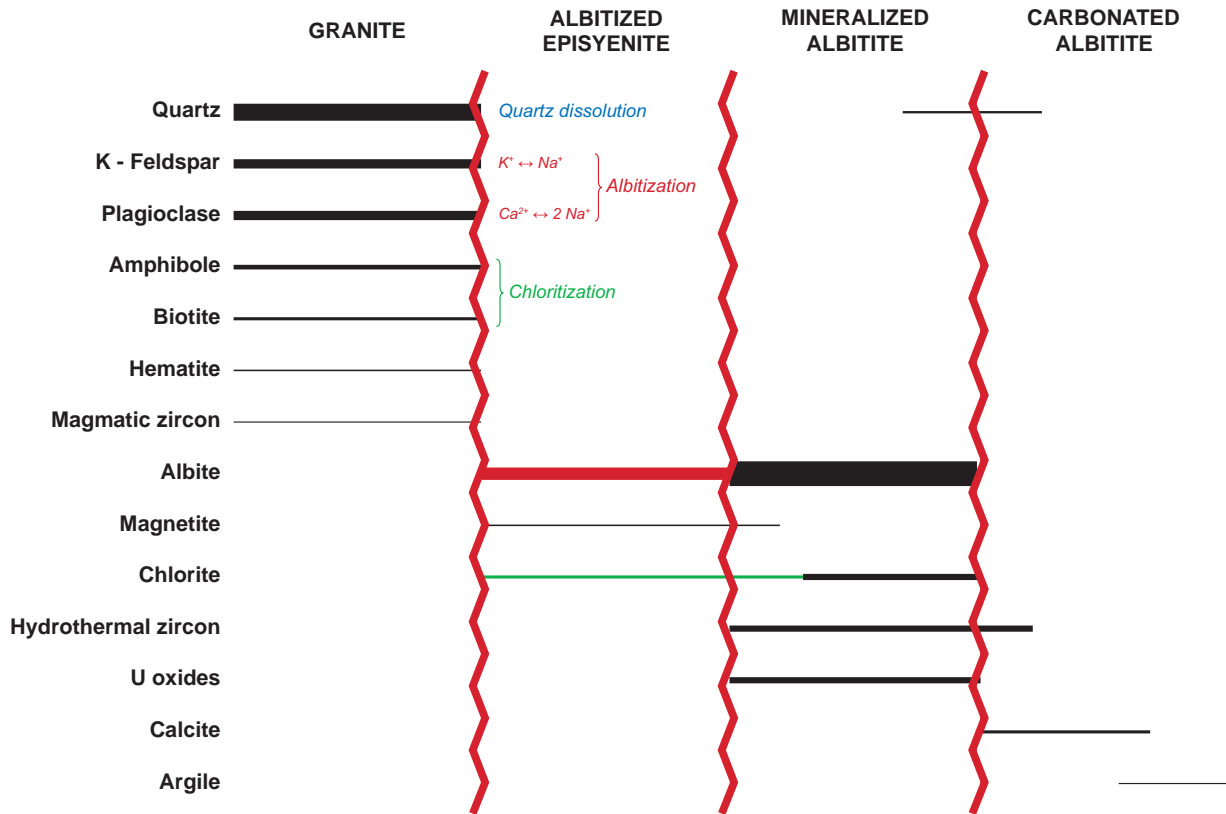 GRANITE
ALBITIZED
EPISYENITE
MINERALIZED
ALBITITE
CARBONATED
ALBITITE
Quartz
Quartz dissolution
K - Feldspar
K⁺ ↔ Na⁺
Albitization
Plagioclase
Ca²⁺ ↔ 2 Na⁺
Amphibole
Chloritization
Biotite
Hematite
Magmatic zircon
Albite
Magnetite
Chlorite
Hydrothermal zircon
U oxides
Calcite
Argile